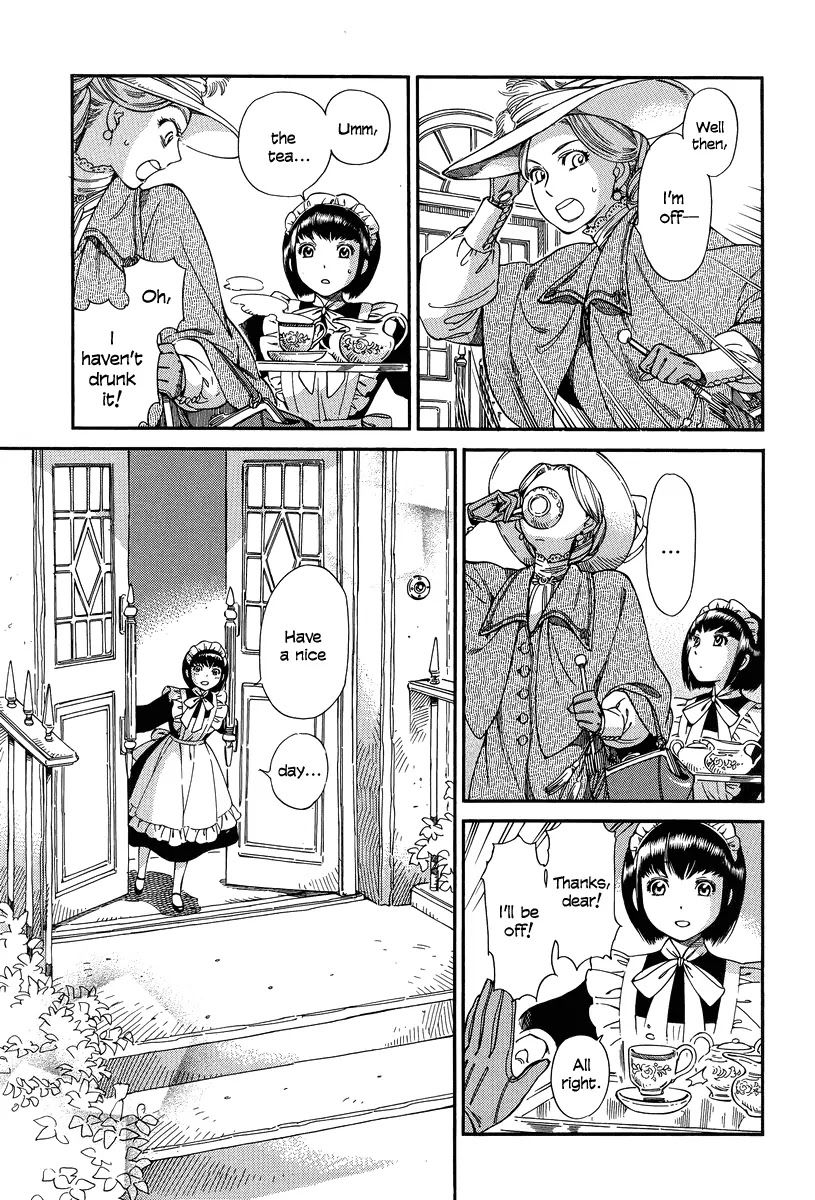 Well
then,
I'm
off—
Umm,
the
tea...
Oh,
I
haven't
drunk
it!
...
Thanks,
dear!
I'll be
off!
All
right.
Have
a nice
day...